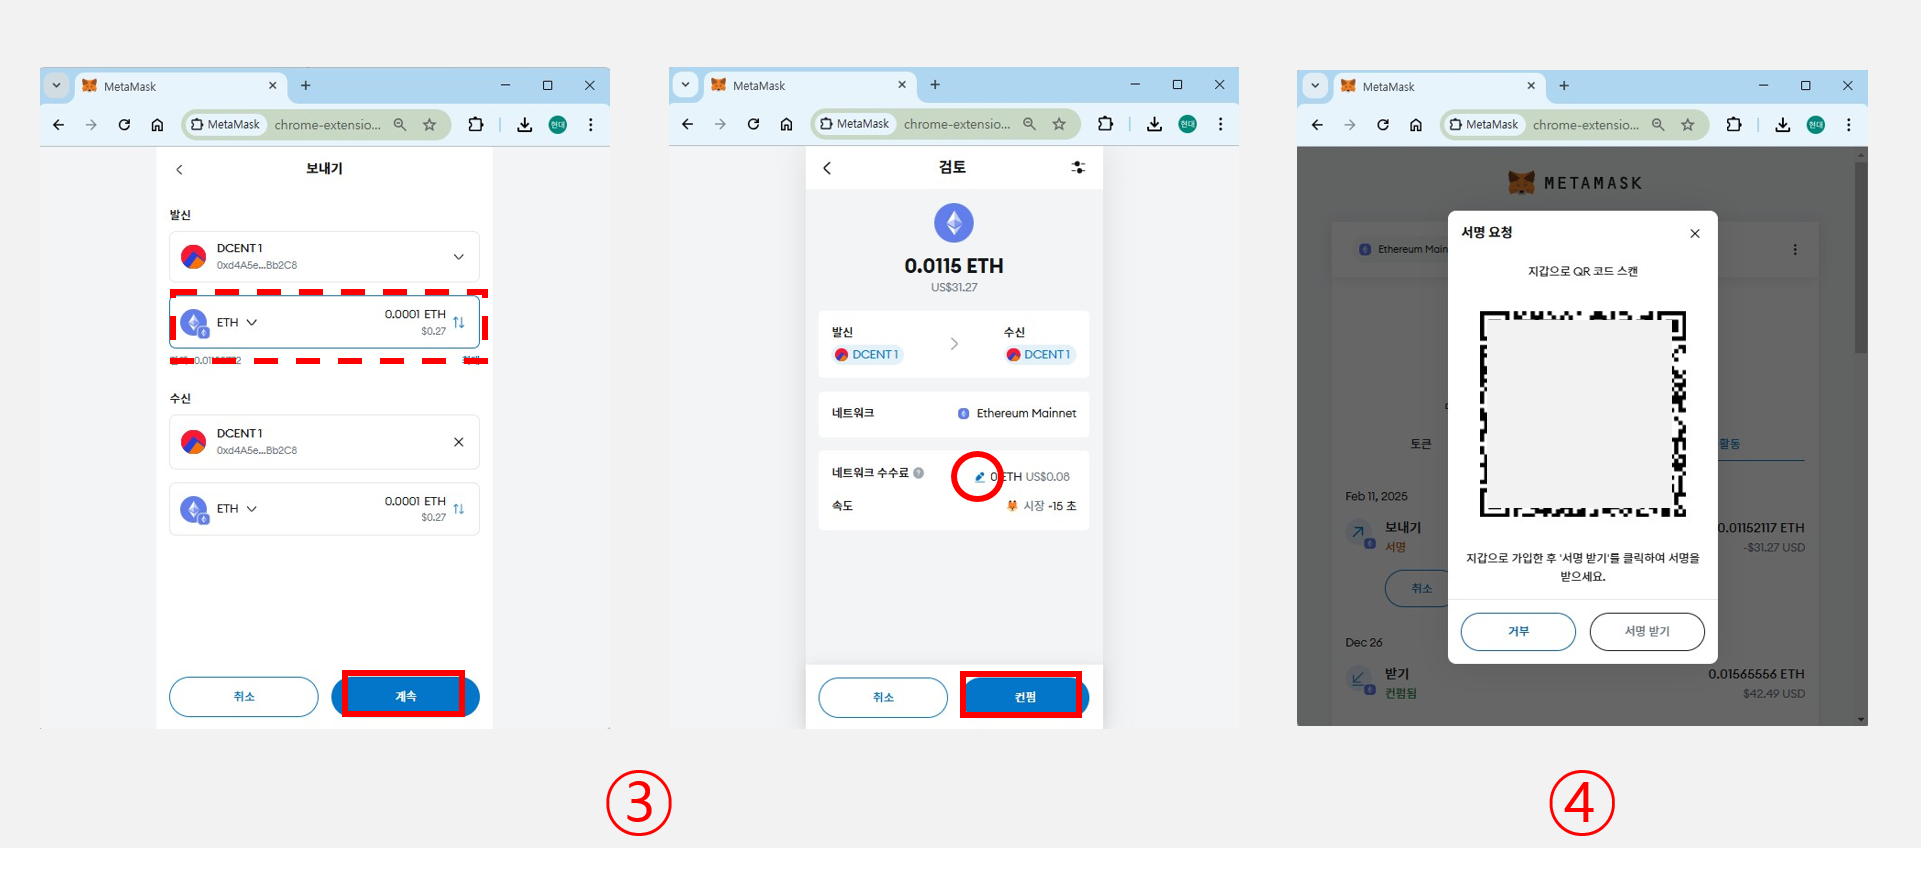 MetaMask
MetaMask chrome-extensio... 현대
보내기
발신
DCENT 1
0xd4A5e...Bb2C8
ETH 0.0001 ETH
$0.27
수신
DCENT 1
0xd4A5e...Bb2C8
ETH 0.0001 ETH
$0.27
취소 계속
MetaMask
MetaMask chrome-extensio... 현대
검토
0.0115 ETH
US$31.27
발신 수신
DCENT 1 > DCENT 1
네트워크 Ethereum Mainnet
네트워크 수수료 0 ETH US$0.08
속도 시장 ~15 초
취소 컨펌
③
MetaMask
MetaMask chrome-extensio... 현대
METAMASK
Ethereum Main
서명 요청
지갑으로 QR 코드 스캔
토큰 활동
Feb 11, 2025
보내기 0.01152117 ETH
서명 -$31.27 USD
취소
지갑으로 가입한 후 '서명 받기'를 클릭하여 서명을
받으세요.
거부 서명 받기
Dec 26
받기 0.01565556 ETH
컨펌됨 $42.49 USD
④